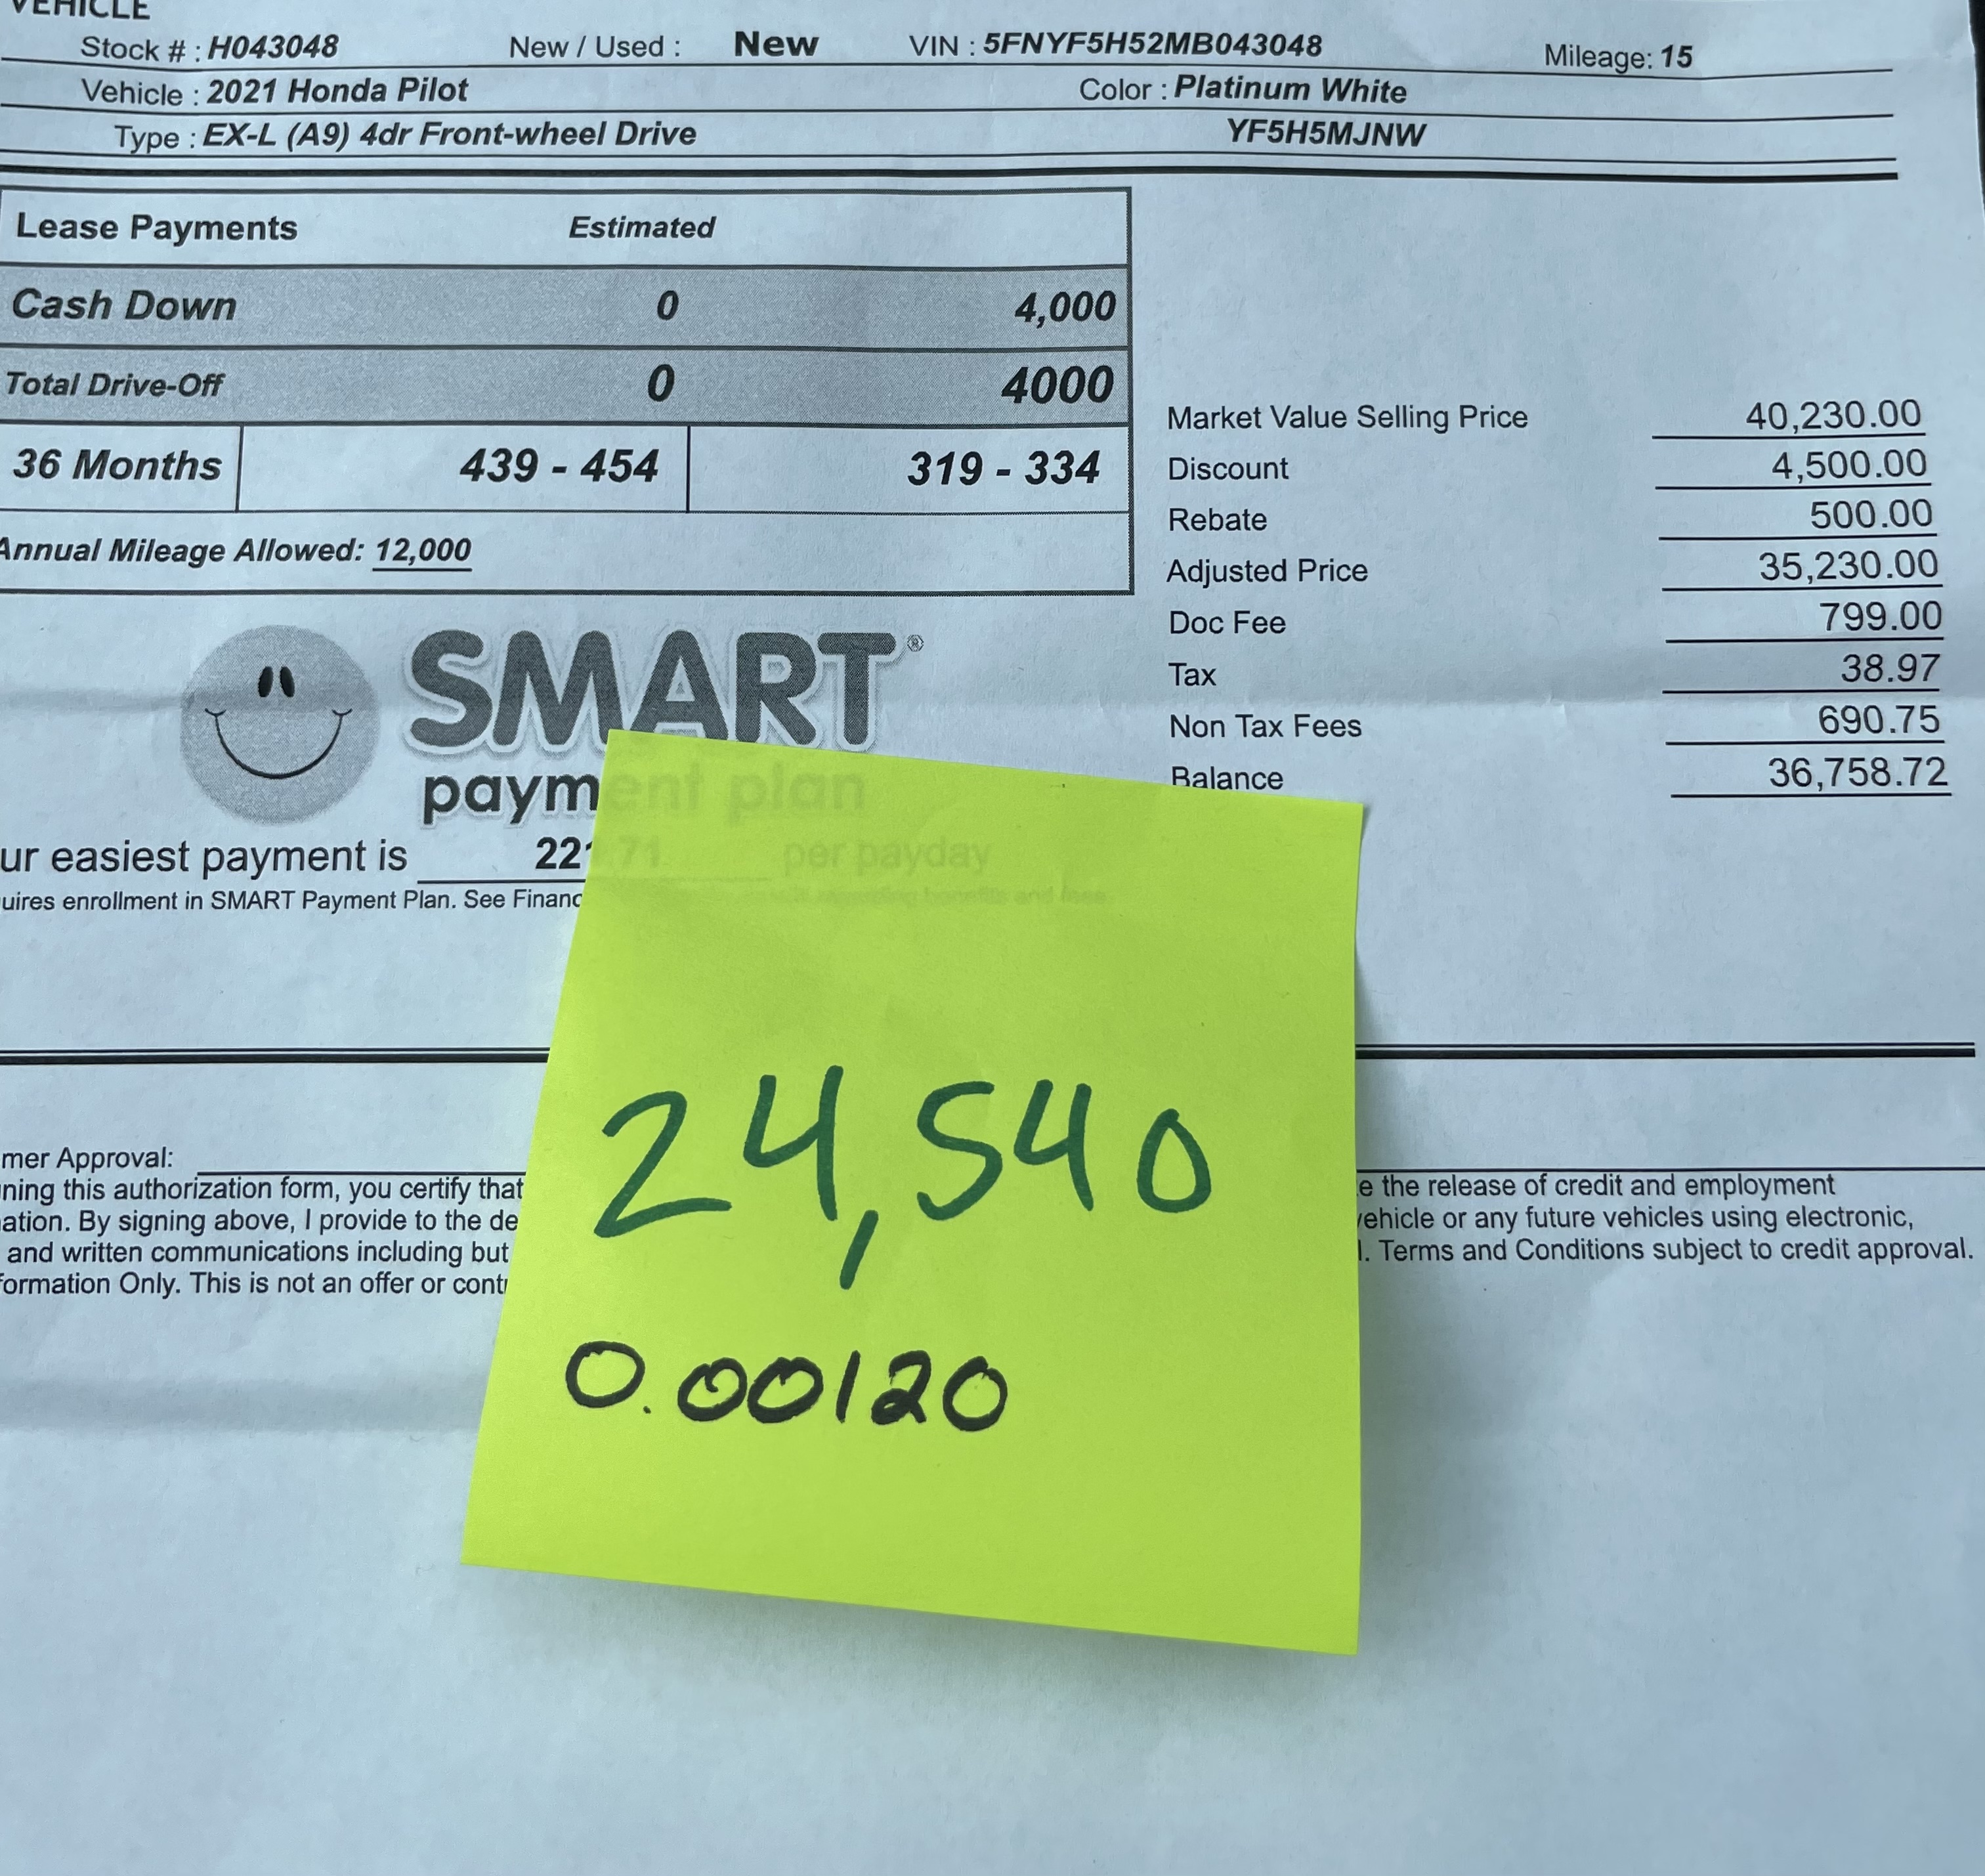 VEHICLE
Stock # : H043048 New / Used : New VIN : 5FNYF5H52MB043048 Mileage: 15
Vehicle : 2021 Honda Pilot Color : Platinum White
Type : EX-L (A9) 4dr Front-wheel Drive YF5H5MJNW
Lease Payments Estimated
Cash Down 0 4,000
Total Drive-Off 0 4000
36 Months 439 - 454 319 - 334
Annual Mileage Allowed: 12,000
Market Value Selling Price 40,230.00
Discount 4,500.00
Rebate 500.00
Adjusted Price 35,230.00
Doc Fee 799.00
Tax 38.97
Non Tax Fees 690.75
Balance 36,758.72
SMART®
payment plan
ur easiest payment is 221.71 per payday
uires enrollment in SMART Payment Plan. See Financ regarding benefits and
24,540
0.00120
mer Approval:
ning this authorization form, you certify that e the release of credit and employment
ation. By signing above, I provide to the de ehicle or any future vehicles using electronic,
and written communications including but l. Terms and Conditions subject to credit approval.
formation Only. This is not an offer or cont